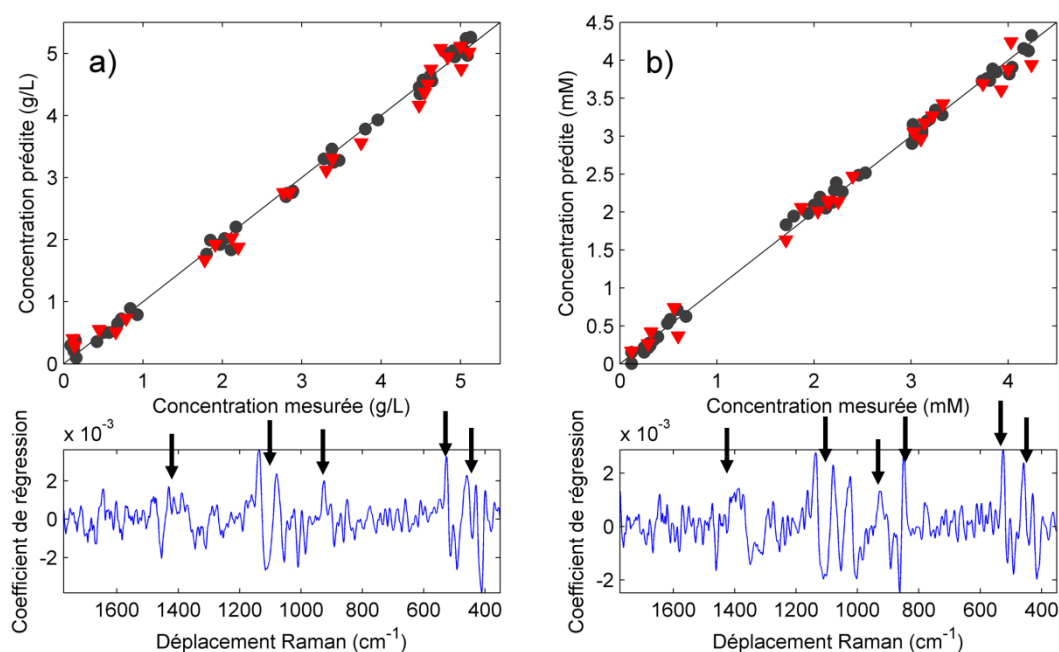 a)
Concentration prédite (g/L)
5
4
3
2
1
0
0 1 2 3 4 5
Concentration mesurée (g/L)
b)
Concentration prédite (mM)
4.5
4
3.5
3
2.5
2
1.5
1
0.5
0
0 1 2 3 4
Concentration mesurée (mM)
x 10-3
Coefficient de régression
2
0
-2
1600 1400 1200 1000 800 600 400
Déplacement Raman (cm-1)
x 10-3
Coefficient de régression
2
0
-2
1600 1400 1200 1000 800 600 400
Déplacement Raman (cm-1)